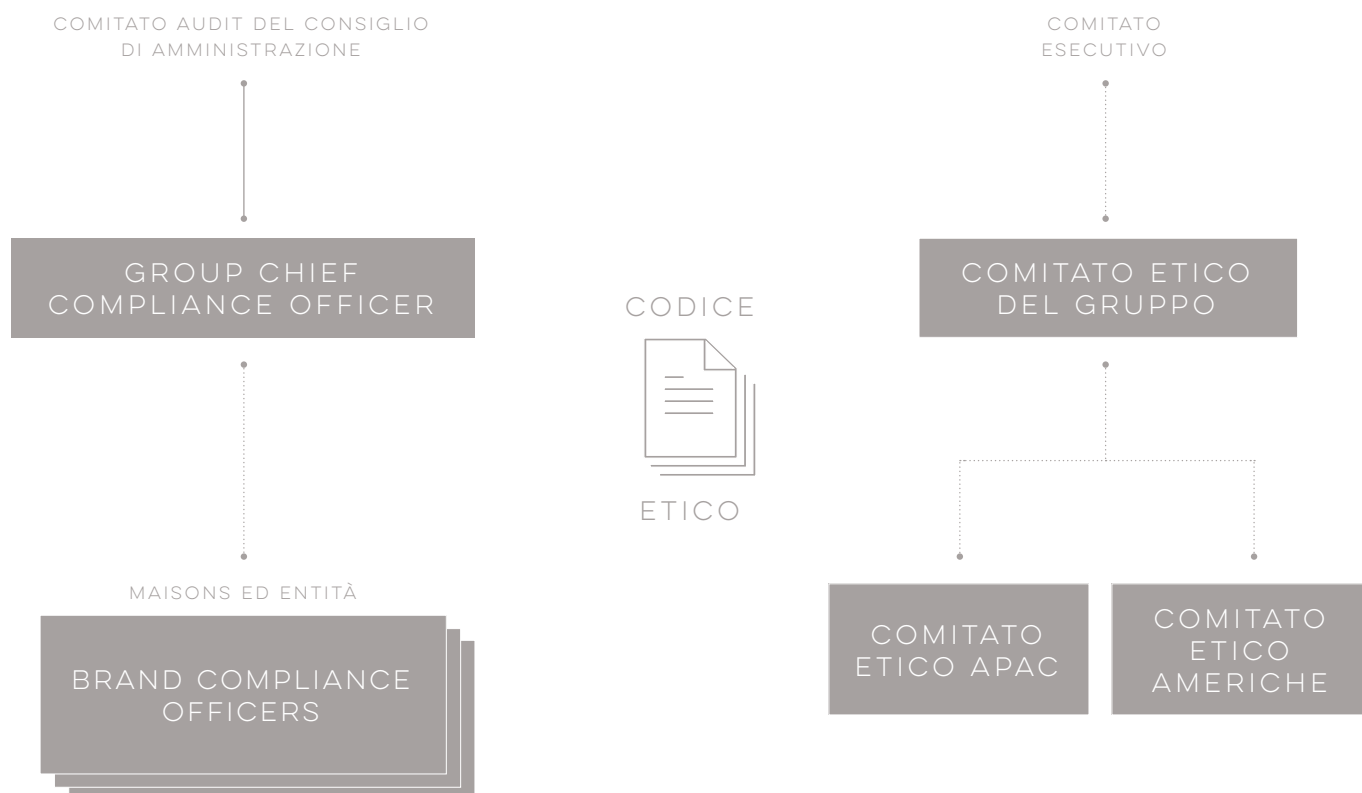 COMITATO AUDIT DEL CONSIGLIO
DI AMMINISTRAZIONE
GROUP CHIEF
COMPLIANCE OFFICER
MAISONS ED ENTITÀ
BRAND COMPLIANCE
OFFICERS
CODICE
ETICO
COMITATO
ESECUTIVO
COMITATO ETICO
DEL GRUPPO
COMITATO
ETICO APAC
COMITATO
ETICO
AMERICHE